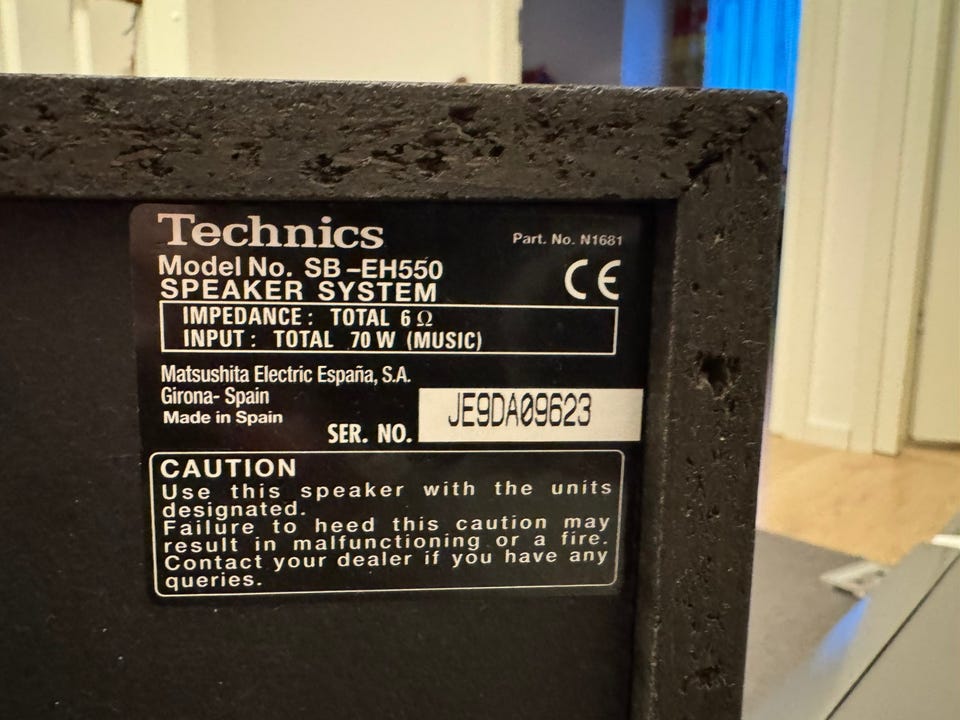 Technics
Part. No. N1681
Model No. SB-EH550
CE
SPEAKER SYSTEM
IMPEDANCE: TOTAL 6 Ω
INPUT: TOTAL 70 W (MUSIC)
Matsushita Electric España, S.A.
Girona- Spain
Made in Spain
SER. NO. JE9DA09623
CAUTION
Use this speaker with the units
designated.
Failure to heed this caution may
result in malfunctioning or a fire.
Contact your dealer if you have any
queries.